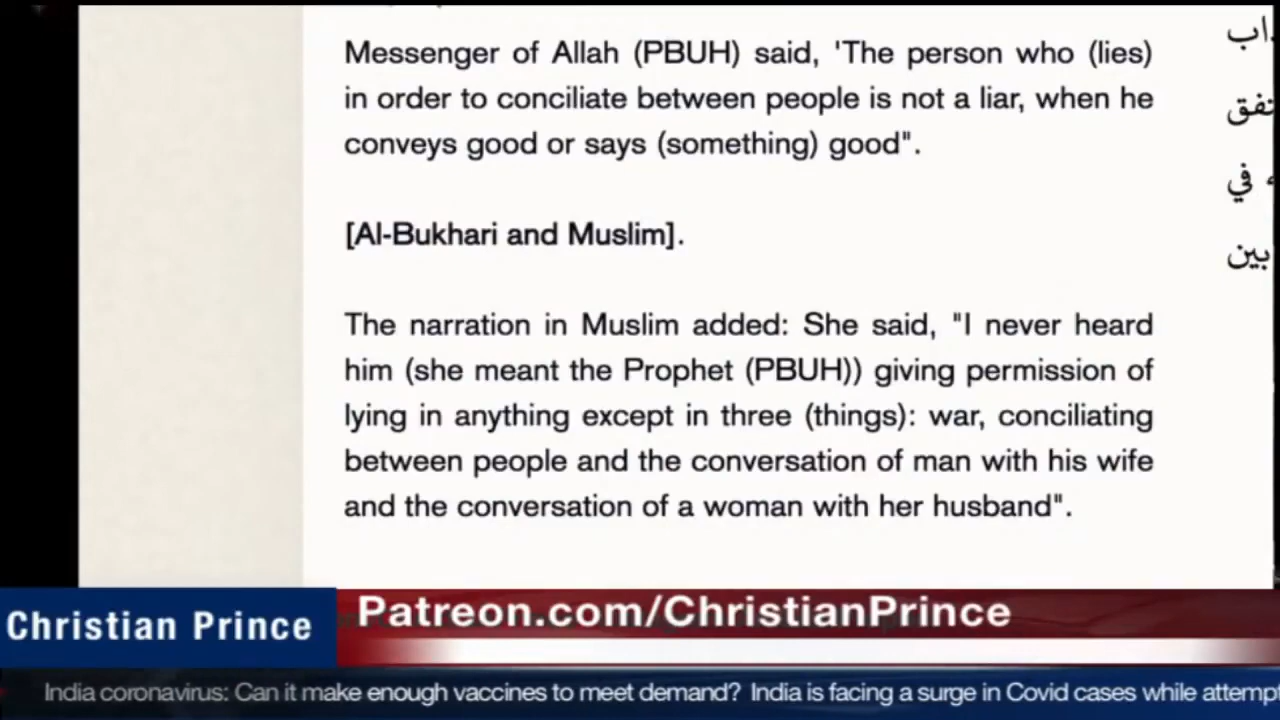 Messenger of Allah (PBUH) said, 'The person who (lies)
in order to conciliate between people is not a liar, when he
conveys good or says (something) good".
[Al-Bukhari and Muslim].
The narration in Muslim added: She said, "I never heard
him (she meant the Prophet (PBUH)) giving permission of
lying in anything except in three (things): war, conciliating
between people and the conversation of man with his wife
and the conversation of a woman with her husband".
في
بين
Christian Prince
Patreon.com/ChristianPrince
India coronavirus: Can it make enough vaccines to meet demand? India is facing a surge in Covid cases while